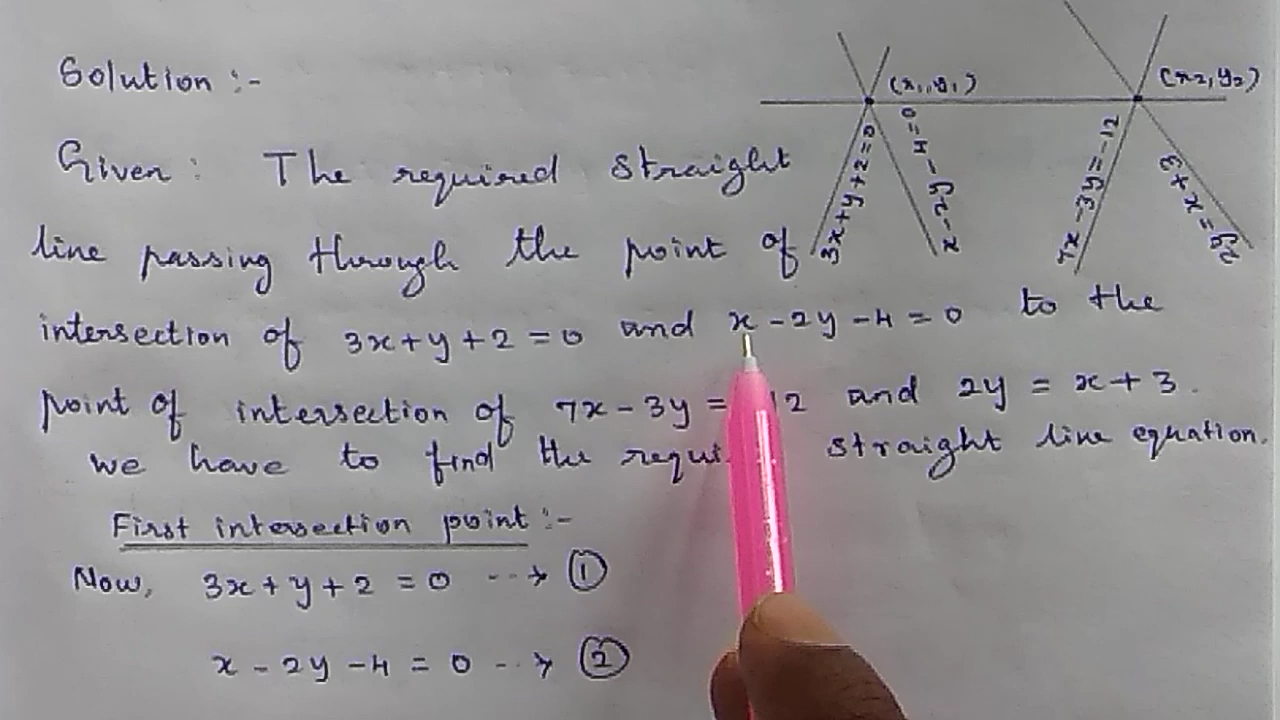 Solution :-
(x₁, y₁)
(x₂, y₂)
3x + y + 2 = 0
x - 2y - 4 = 0
7x - 3y = -12
2y = x + 3
Given : The required straight
line passing through the point of
intersection of 3x + y + 2 = 0 and x - 2y - 4 = 0 to the
point of intersection of 7x - 3y = 12 and 2y = x + 3.
we have to find the straight line equation.
First intersection point :-
Now, 3x + y + 2 = 0 --→ ①
x - 2y - 4 = 0 --→ ②